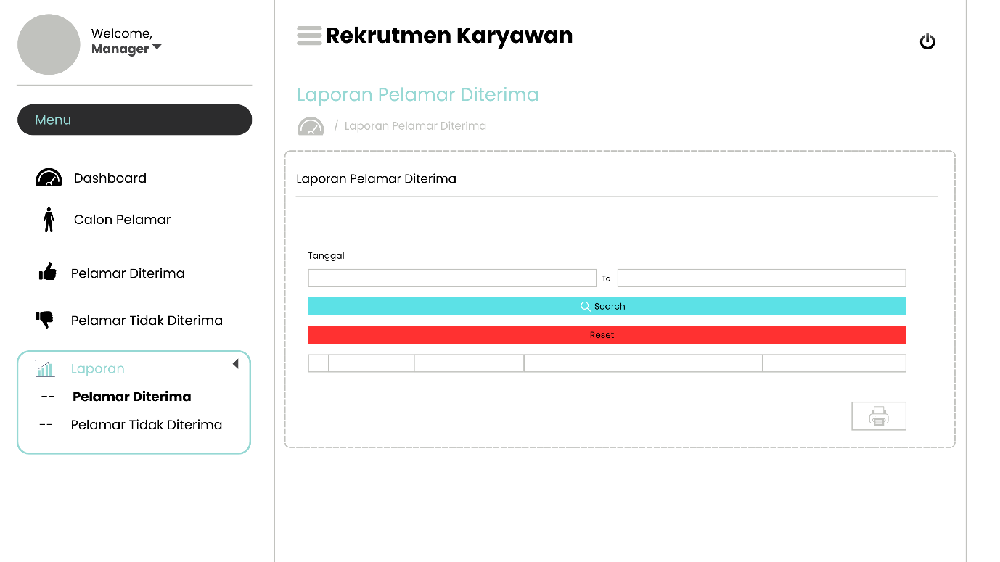 Welcome,
Manager
Menu
Dashboard
Calon Pelamar
Pelamar Diterima
Pelamar Tidak Diterima
Laporan
-- Pelamar Diterima
-- Pelamar Tidak Diterima
Rekrutmen Karyawan
Laporan Pelamar Diterima
/ Laporan Pelamar Diterima
Laporan Pelamar Diterima
Tanggal
To
Search
Reset